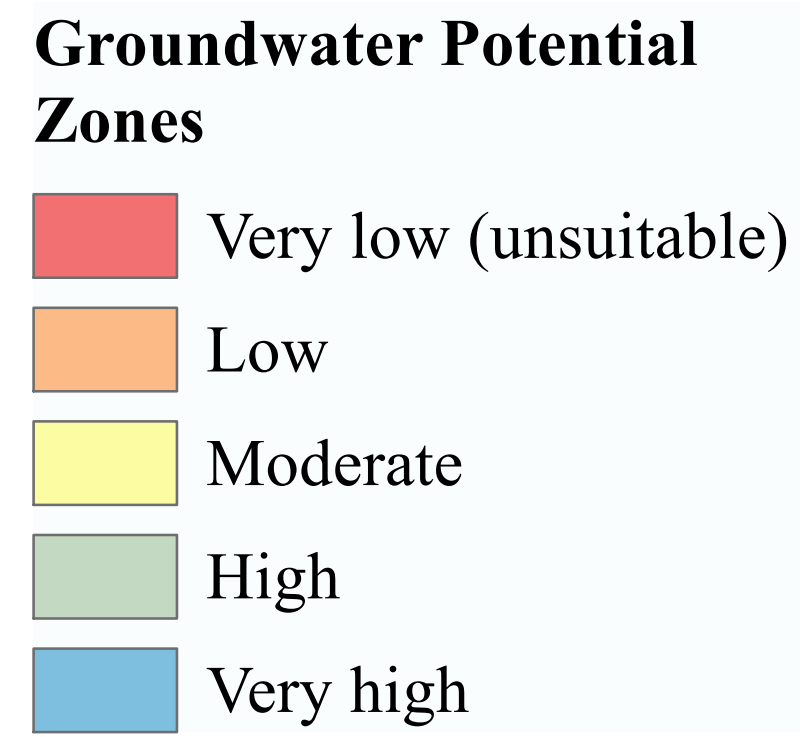 Groundwater Potential
Zones
Very low (unsuitable)
Low
Moderate
High
Very high